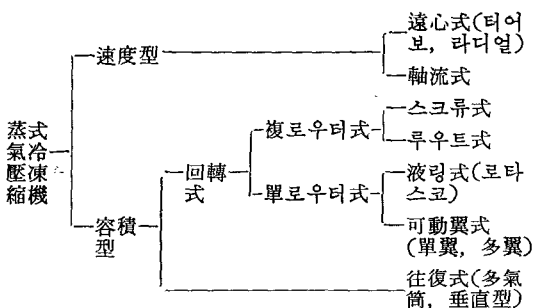 蒸式
氣冷
壓凍
縮機
速度型
遠心式(터어
보, 라디얼)
軸流式
容積
型
回轉
式
複로우터式
스크류式
루우트式
單로우터式
液링式(로타
스코)
可動翼式
(單翼, 多翼)
往復式(多氣
筒, 垂直型)